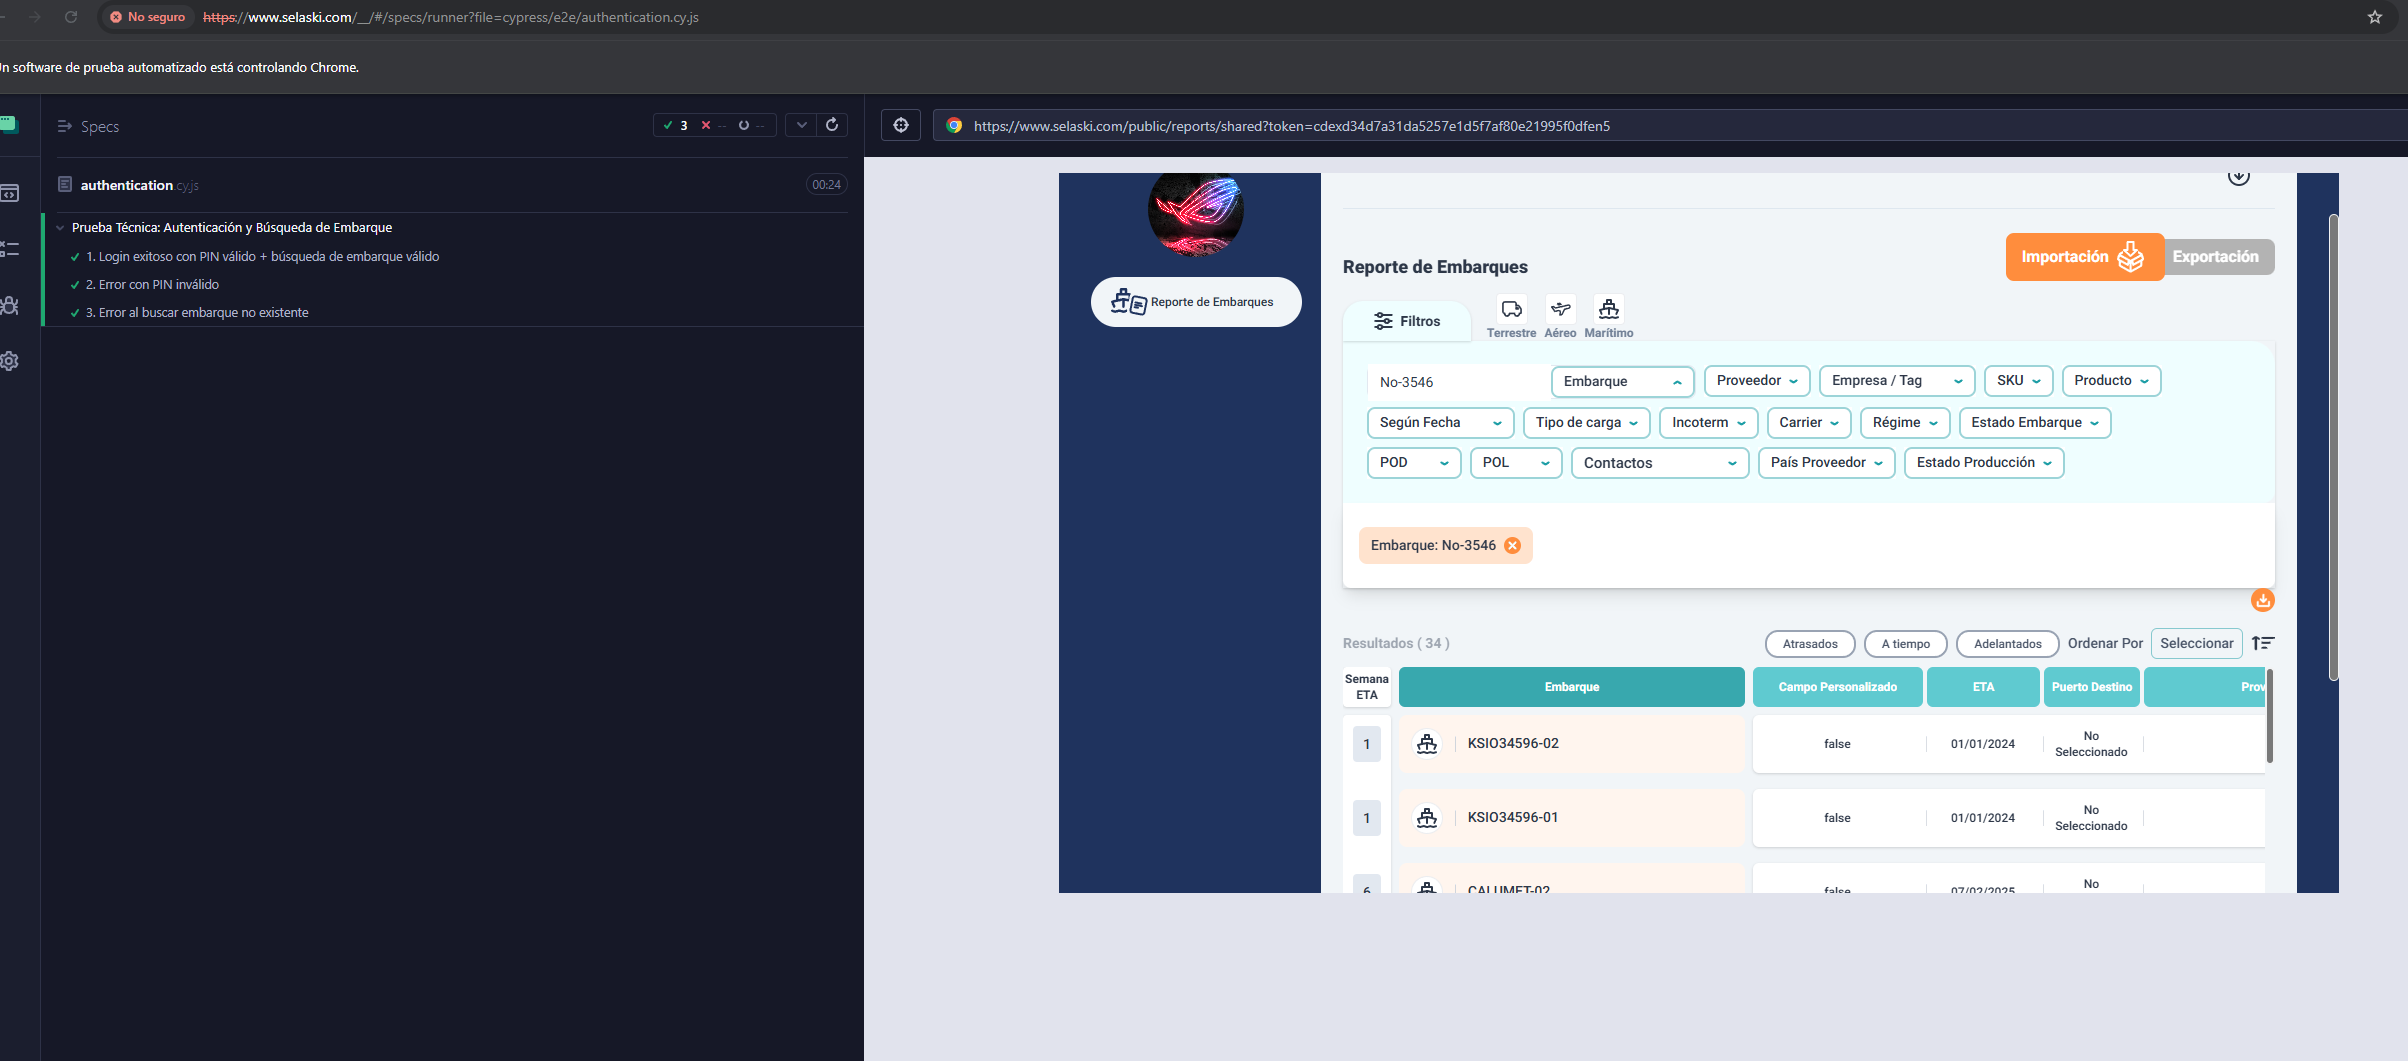 No seguro https://www.selaski.com/__/#/specs/runner?file=cypress/e2e/authentication.cy.js
Un software de prueba automatizado está controlando Chrome.
Specs
3 -- --
authentication.cy.js 00:24
Prueba Técnica: Autenticación y Búsqueda de Embarque
1. Login exitoso con PIN válido + búsqueda de embarque válido
2. Error con PIN inválido
3. Error al buscar embarque no existente
https://www.selaski.com/public/reports/shared?token=cdexd34d7a31da5257e1d5f7af80e21995f0dfen5
Reporte de Embarques
Reporte de Embarques
Importación Exportación
Filtros
Terrestre Aéreo Marítimo
No-3546 Embarque Proveedor Empresa / Tag SKU Producto
Según Fecha Tipo de carga Incoterm Carrier Régime Estado Embarque
POD POL Contactos País Proveedor Estado Producción
Embarque: No-3546
Resultados ( 34 ) Atrasados A tiempo Adelantados Ordenar Por Seleccionar
Semana ETA Embarque Campo Personalizado ETA Puerto Destino Prov
1 KSIO34596-02 false 01/01/2024 No Seleccionado
1 KSIO34596-01 false 01/01/2024 No Seleccionado
6 CALUMET-02 false 07/02/2025 No